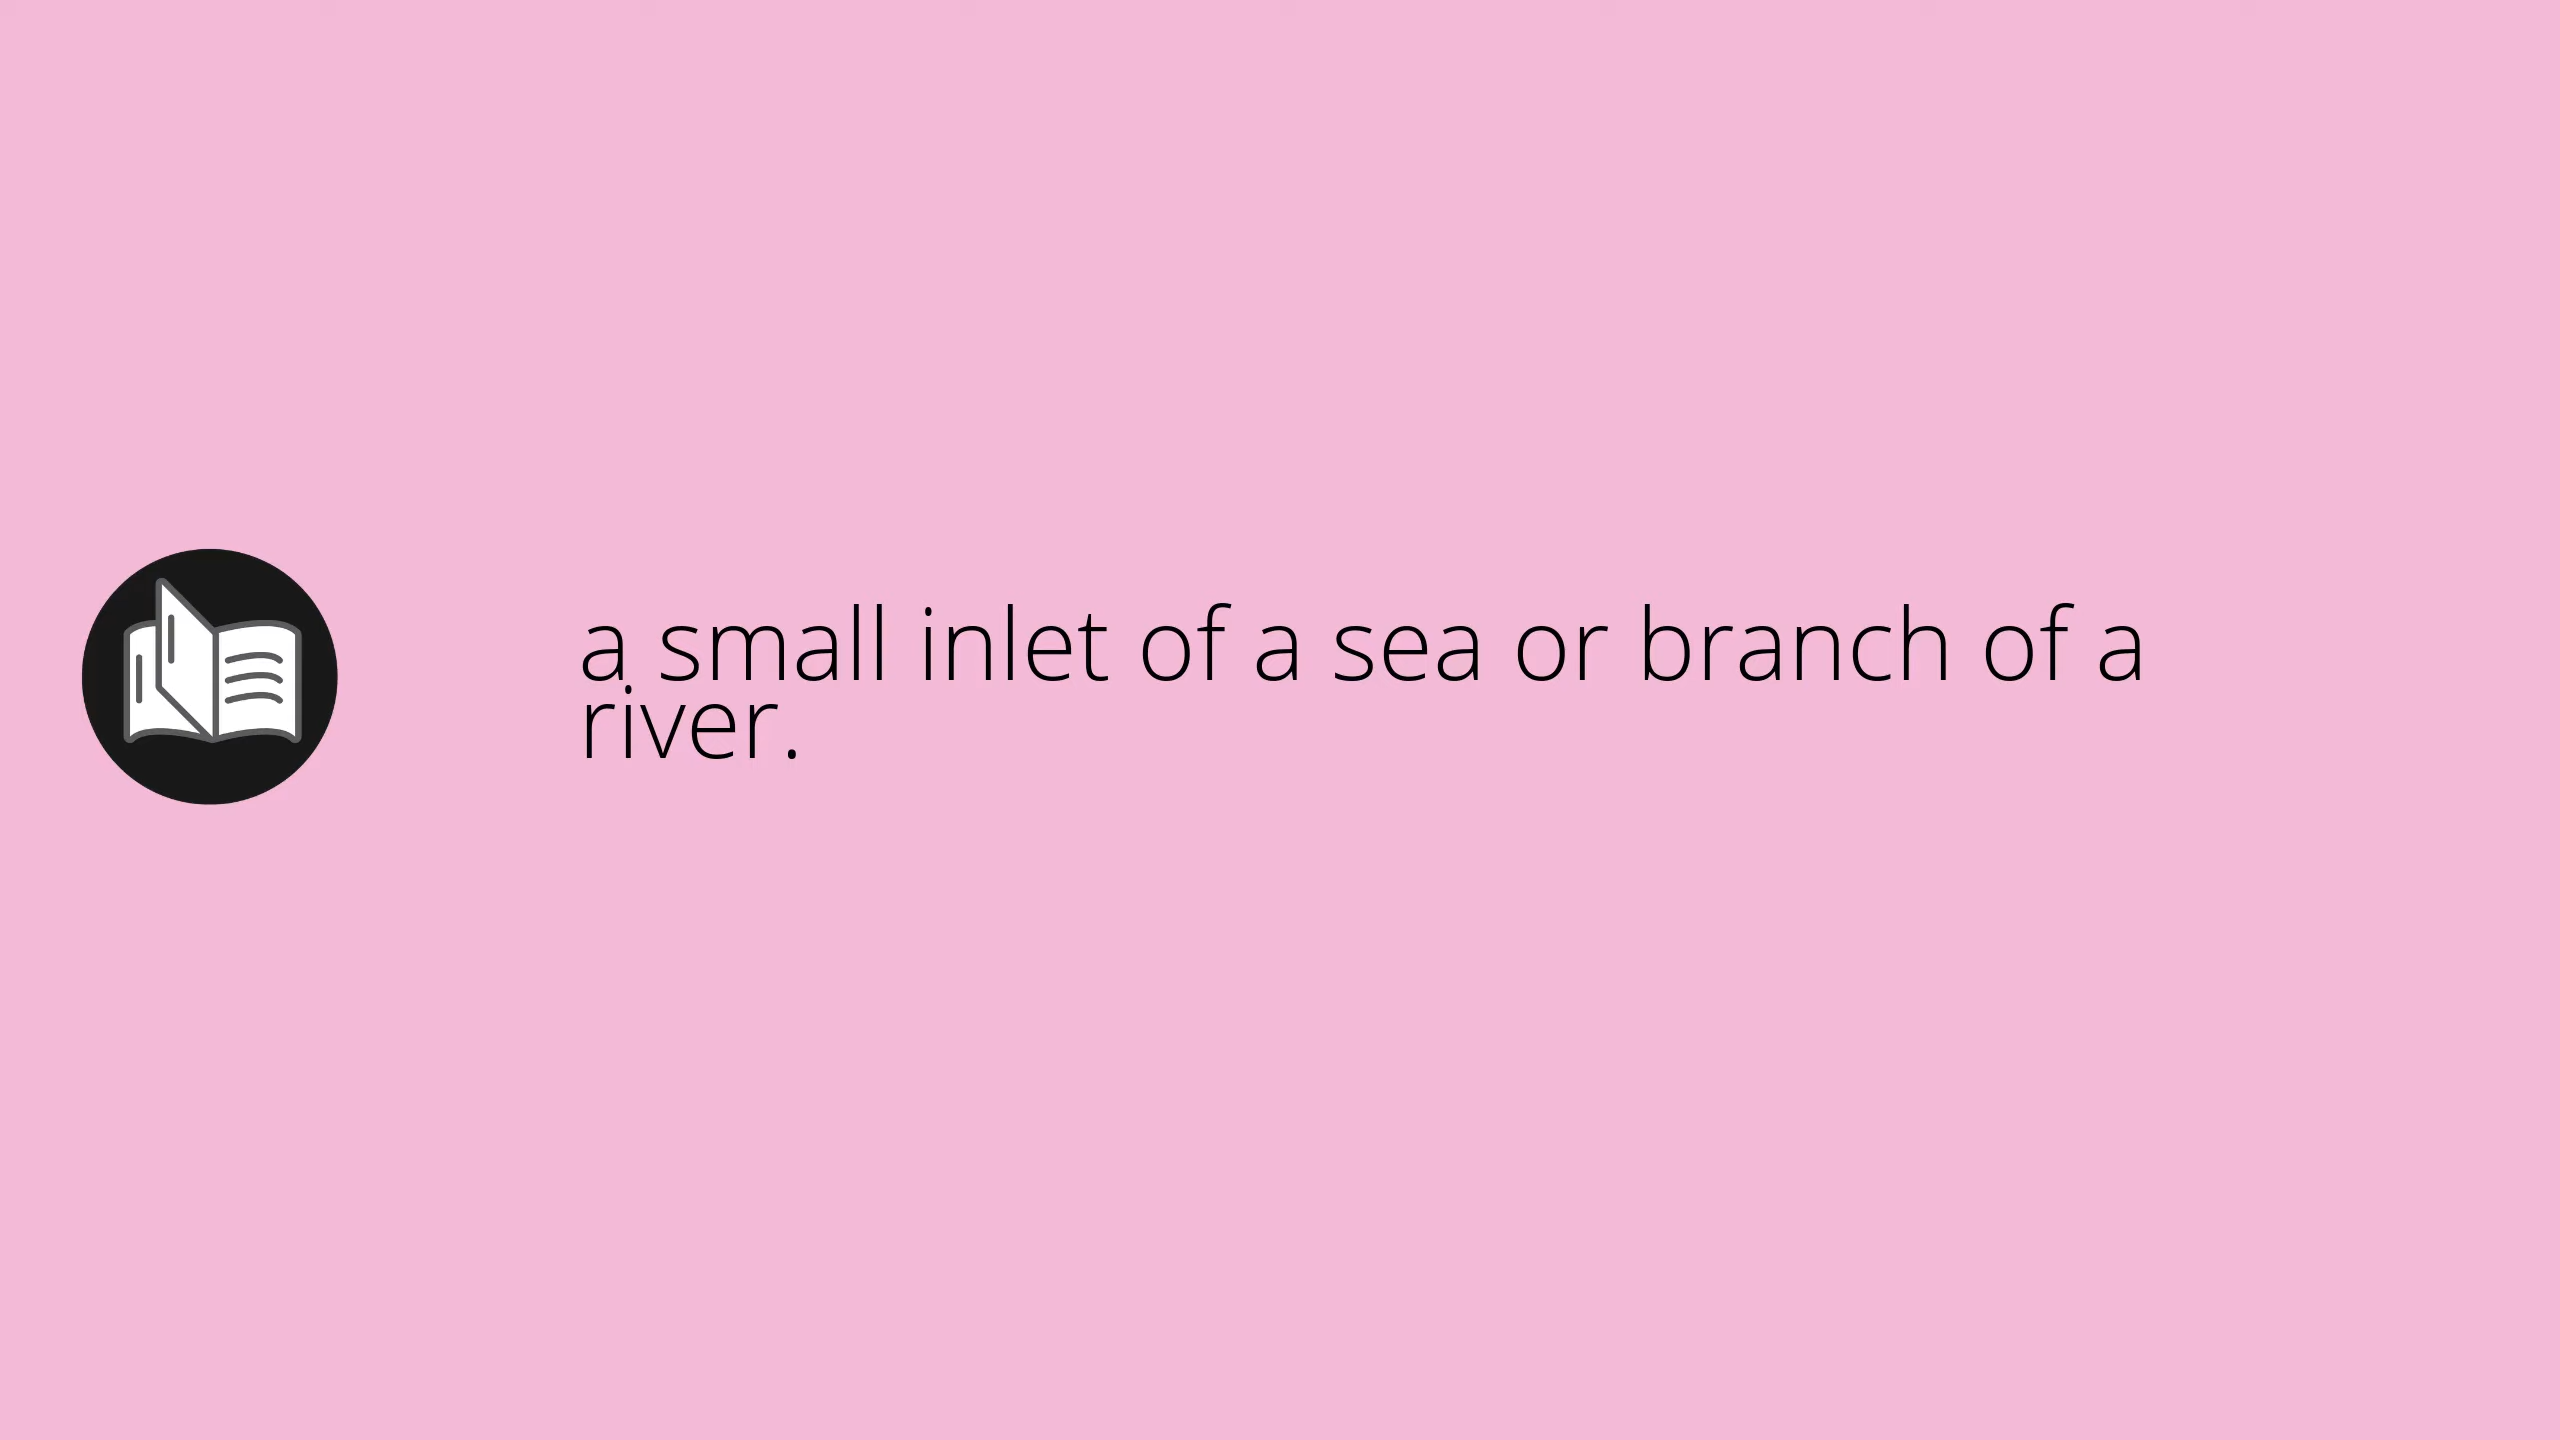 a small inlet of a sea or branch of a
river.